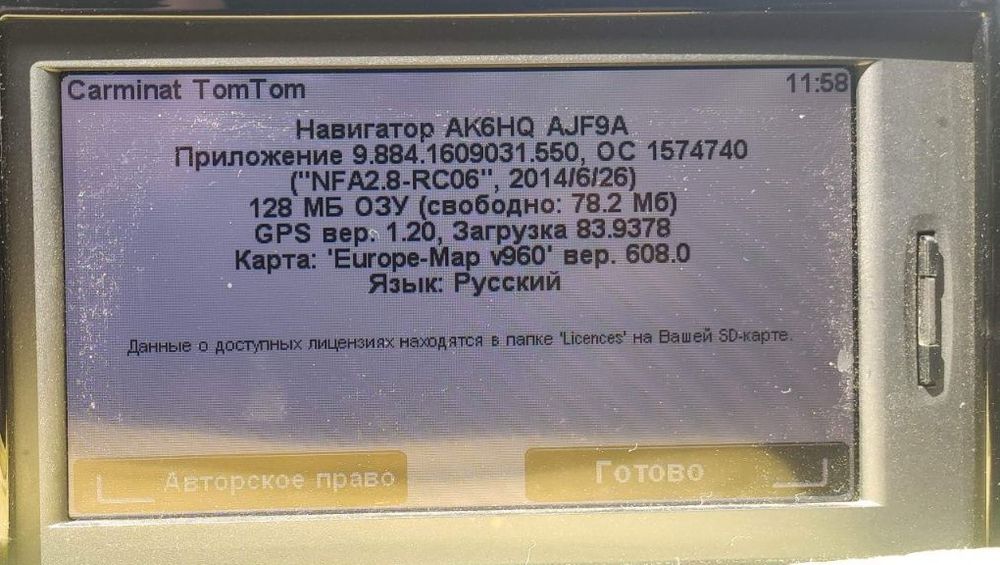 Carminat TomTom
11:58
Навигатор AK6HQ AJF9A
Приложение 9.884.1609031.550, ОС 1574740
("NFA2.8-RC06", 2014/6/26)
128 МБ ОЗУ (свободно: 78.2 Мб)
GPS вер. 1.20, Загрузка 83.9378
Карта: 'Europe-Map v960' вер. 608.0
Язык: Русский
Данные о доступных лицензиях находятся в папке 'Licences' на Вашей SD-карте.
Авторское право
Готово